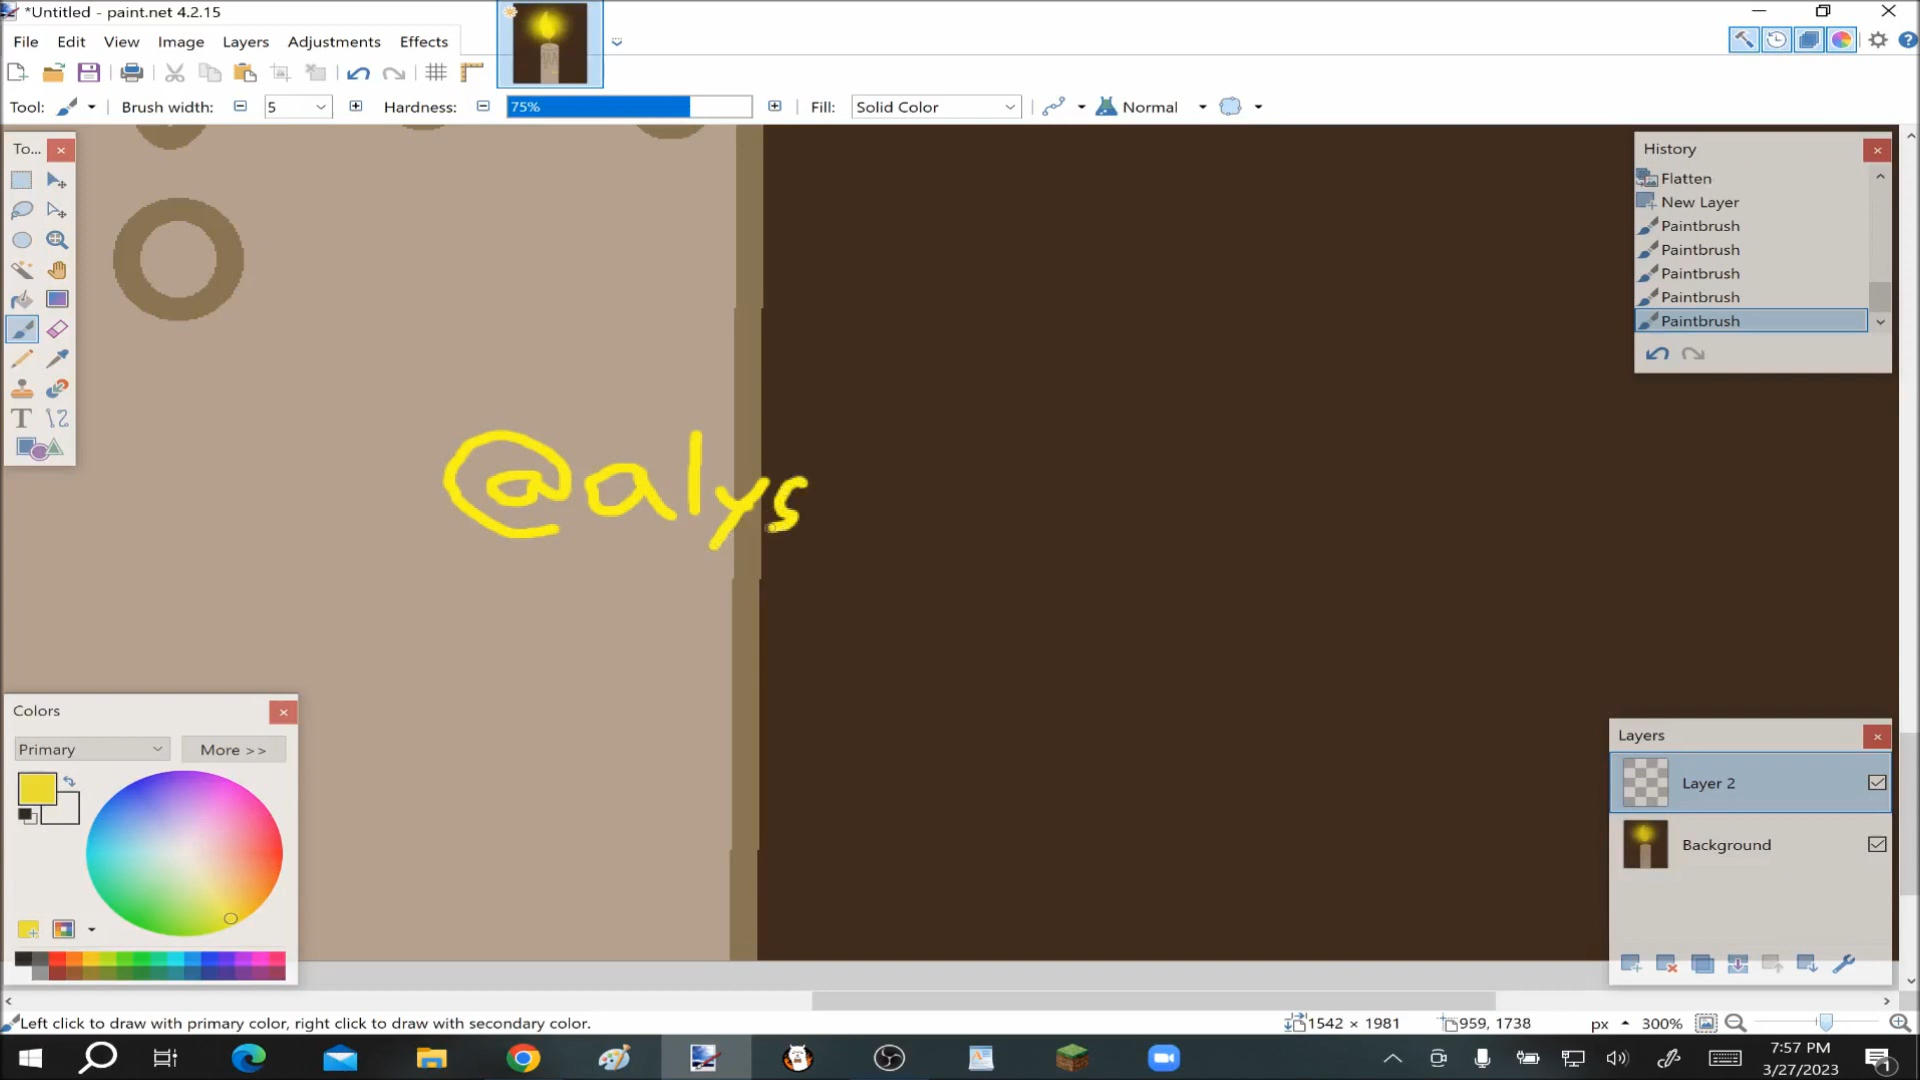 *Untitled - paint.net 4.2.15
File Edit View Image Layers Adjustments Effects
Tool: Brush width: 5 Hardness: 75% Fill: Solid Color Normal
To...
History
Flatten
New Layer
Paintbrush
Paintbrush
Paintbrush
Paintbrush
Paintbrush
@alys
Colors
Primary More >>
Layers
Layer 2
Background
Left click to draw with primary color, right click to draw with secondary color. 1542 × 1981 959, 1738 px 300%
7:57 PM
3/27/2023
1